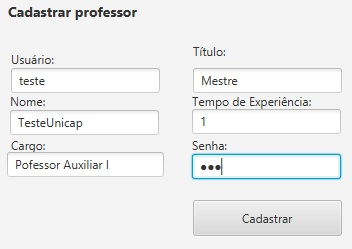 Cadastrar professor
Usuário:
teste
Título:
Mestre
Nome:
TesteUnicap
Tempo de Experiência:
1
Cargo:
Pofessor Auxiliar I
Senha:
●●●
Cadastrar